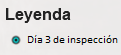 Leyenda
Día 3 de inspección